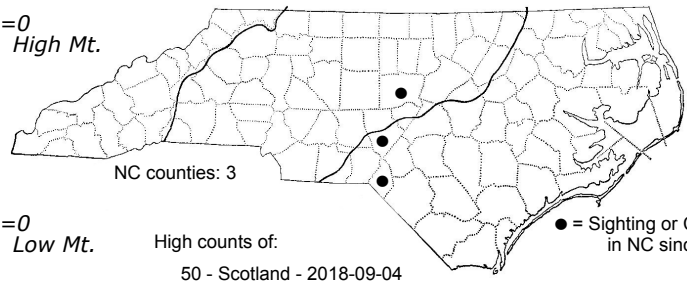 =0
High Mt.
NC counties: 3
=0
Low Mt.
High counts of:
50 - Scotland - 2018-09-04
● = Sighting or
in NC